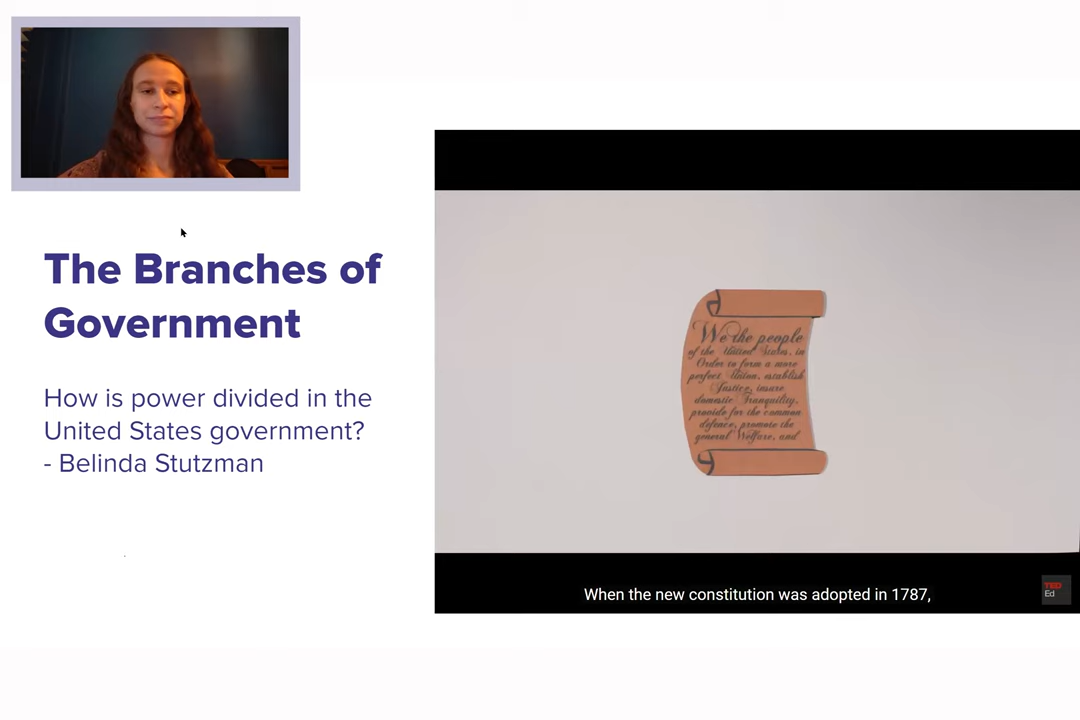 The Branches of
Government
How is power divided in the
United States government?
- Belinda Stutzman
We the people
of the United States, in
Order to form a more
perfect Union, establish
Justice, insure
domestic Tranquility,
provide for the common
defence, promote the
general Welfare, and
When the new constitution was adopted in 1787,
TED
Ed